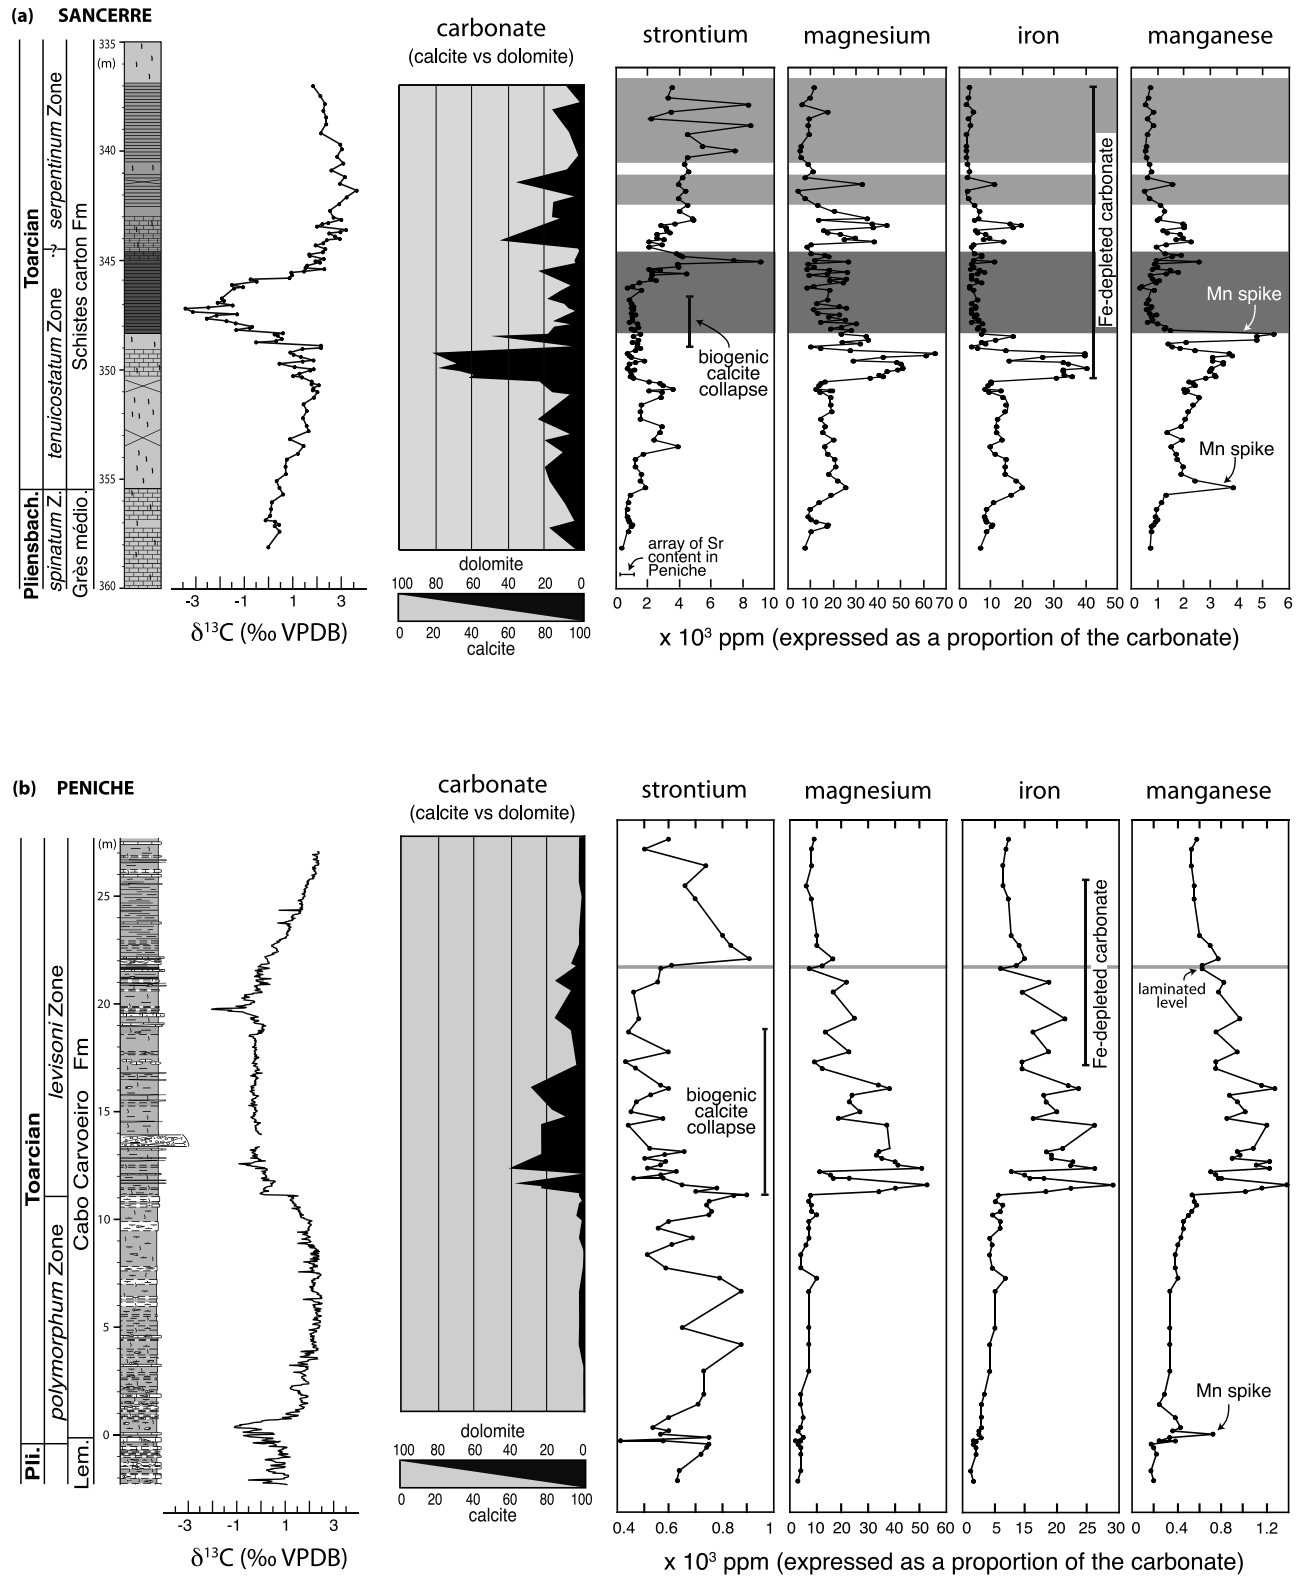 (a) SANCERRE
carbonate
(calcite vs dolomite)
strontium
magnesium
iron
manganese
Toarcian
Pliensbach.
serpentinum Zone
-?
tenuicostatum Zone
spinatum Z.
Schistes carton Fm
Grès médio.
335
(m)
340
345
350
355
360
-3 -1 1 3
δ13C (‰ VPDB)
dolomite
100 80 60 40 20 0
0 20 40 60 80 100
calcite
biogenic
calcite
collapse
array of Sr
content in
Peniche
Fe-depleted carbonate
Mn spike
Mn spike
0 2 4 6 8 10
0 10 20 30 40 50 60 70
0 10 20 30 40 50
0 1 2 3 4 5 6
x 10³ ppm (expressed as a proportion of the carbonate)
(b) PENICHE
carbonate
(calcite vs dolomite)
strontium
magnesium
iron
manganese
Toarcian
Pli.
levisoni Zone
polymorphum Zone
Cabo Carvoeiro Fm
Lem.
(m)
25
20
15
10
5
0
-3 -1 1 3
δ13C (‰ VPDB)
dolomite
100 80 60 40 20 0
0 20 40 60 80 100
calcite
biogenic
calcite
collapse
Fe-depleted carbonate
laminated
level
Mn spike
0.4 0.6 0.8 1
0 10 20 30 40 50 60
0 5 10 15 20 25 30
0 0.4 0.8 1.2
x 10³ ppm (expressed as a proportion of the carbonate)